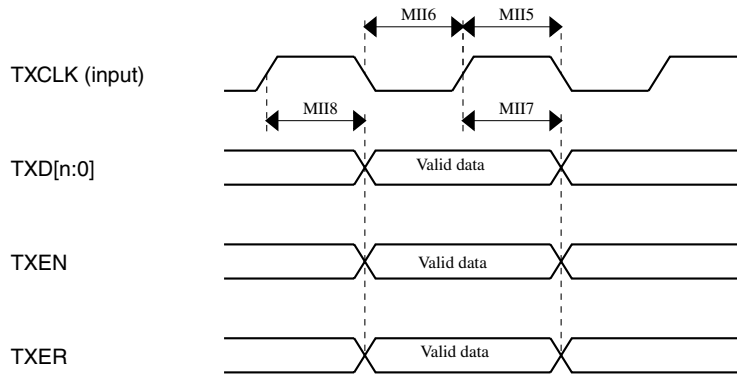 MII6 MII5
TXCLK (input)
MII8 MII7
TXD[n:0] Valid data
TXEN Valid data
TXER Valid data